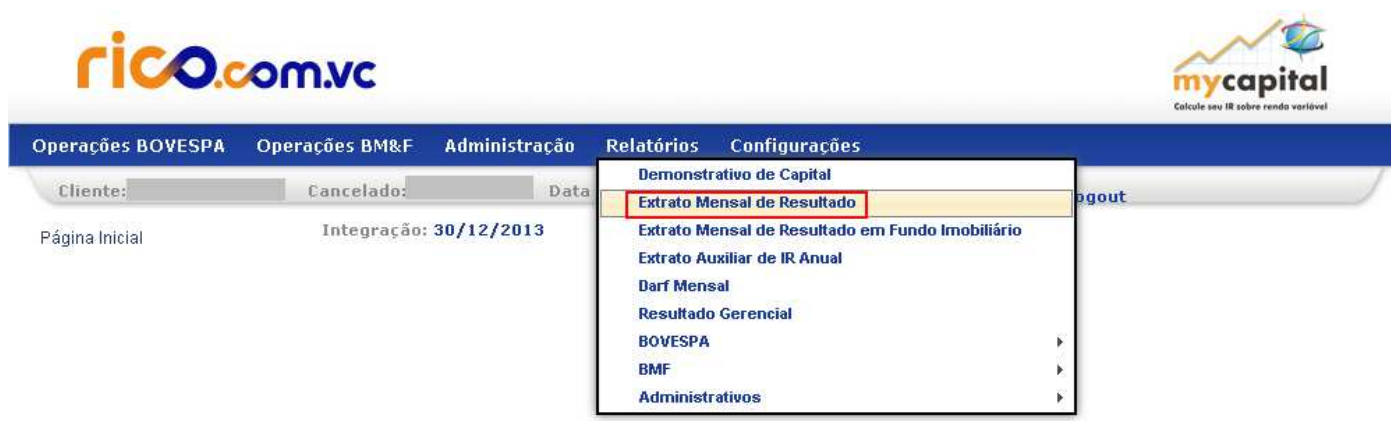 rico.com.vc
mycapital
Calcule seu IR sobre renda variável
Operações BOVESPA Operações BM&F Administração Relatórios Configurações
Cliente: Cancelado: Data ogout
Página Inicial Integração: 30/12/2013
Demonstrativo de Capital
Extrato Mensal de Resultado
Extrato Mensal de Resultado em Fundo Imobiliário
Extrato Auxiliar de IR Anual
Darf Mensal
Resultado Gerencial
BOVESPA
BMF
Administrativos